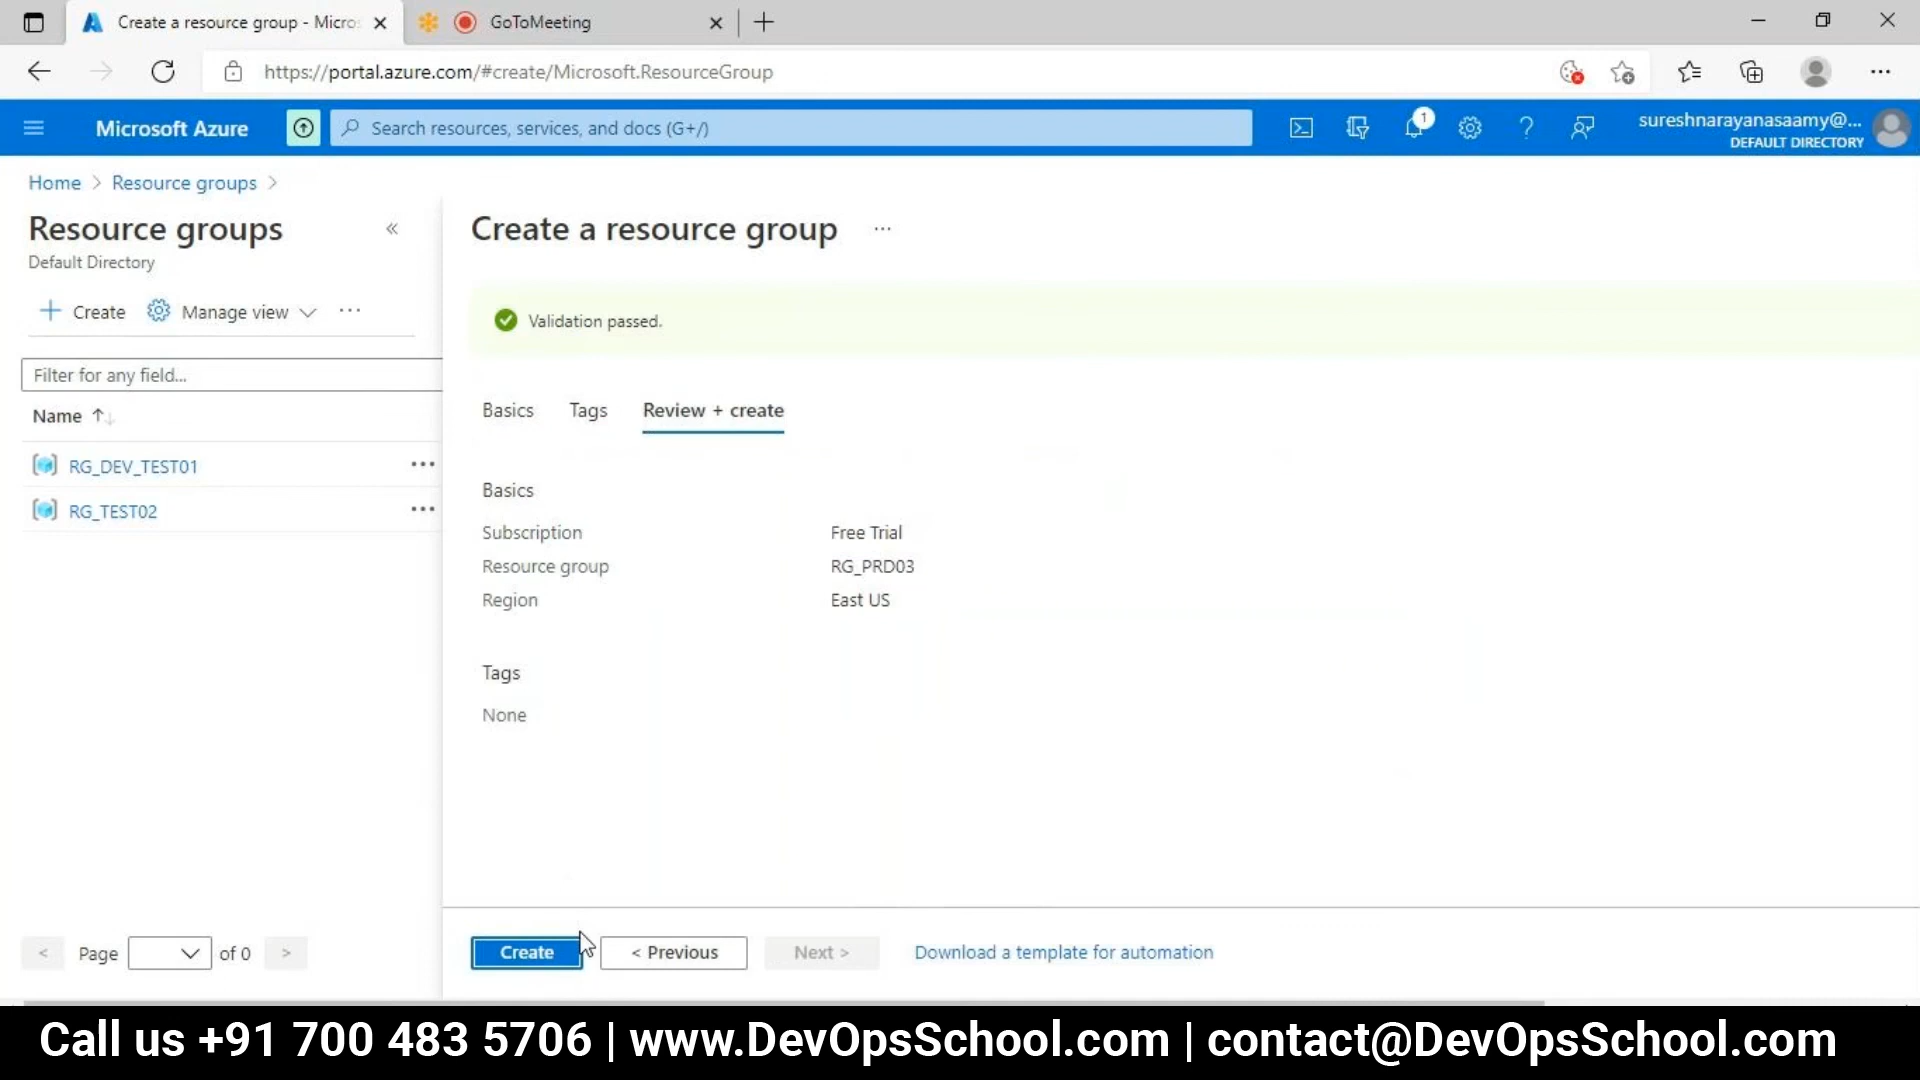 Create a resource group - Micro
GoToMeeting
https://portal.azure.com/#create/Microsoft.ResourceGroup
Microsoft Azure
Search resources, services, and docs (G+/)
1
sureshnarayanasaamy@...
DEFAULT DIRECTORY
Home > Resource groups >
Resource groups
Default Directory
Create
Manage view
Filter for any field...
Name
RG_DEV_TEST01
RG_TEST02
< Page of 0 >
Create a resource group ...
Validation passed.
Basics Tags Review + create
Basics
Subscription Free Trial
Resource group RG_PRD03
Region East US
Tags
None
Create < Previous Next > Download a template for automation
Call us +91 700 483 5706 | www.DevOpsSchool.com | contact@DevOpsSchool.com